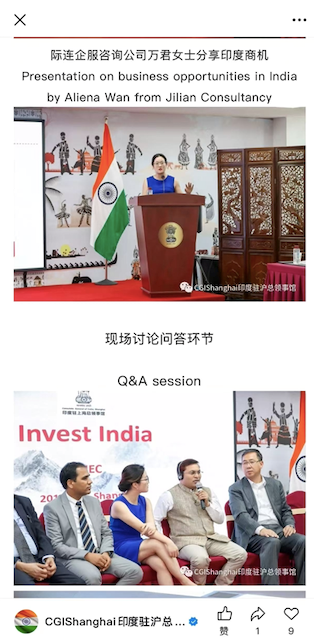 际连企服咨询公司万君女士分享印度商机
Presentation on business opportunities in India
by Aliena Wan from Jilian Consultancy
CGIShanghai印度驻沪总领事馆
现场讨论问答环节
Q&A session
印度驻上海总领事馆
Invest India
EC
201
Shan
CGIShanghai印度驻沪总领事馆
CGIShanghai印度驻沪总...
赞
1
9